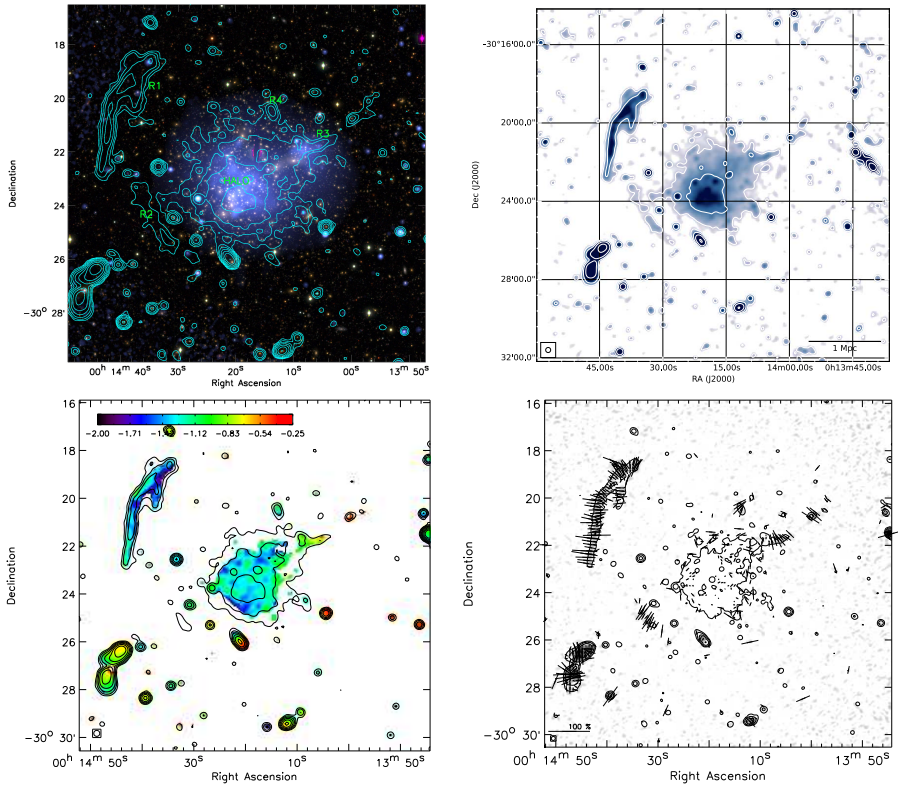 18
20
22
24
26
−30° 28'
Declination
R1
R4
R3
R2
00ʰ 14ᵐ 45ˢ
30ˢ
20ˢ
10ˢ
00ˢ
13ᵐ 50ˢ
Right Ascension
-30°16'00.0"
20'00.0"
24'00.0"
28'00.0"
32'00.0"
Dec (J2000)
1 Mpc
45.00s
30.00s
15.00s
14m00.00s
0h13m45.00s
RA (J2000)
16
18
20
22
24
26
28
−30° 30'
Declination
−2.00
−1.71
−1.12
−0.83
−0.54
−0.25
00ʰ 14ᵐ 50ˢ
30ˢ
10ˢ
13ᵐ 50ˢ
Right Ascension
16
18
20
22
24
26
28
−30° 30'
Declination
100 %
00ʰ 14ᵐ 50ˢ
30ˢ
10ˢ
13ᵐ 50ˢ
Right Ascension